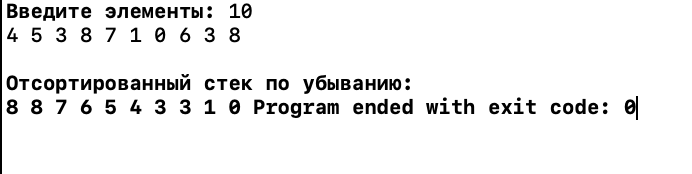 Введите элементы: 10
4 5 3 8 7 1 0 6 3 8
Отсортированный стек по убыванию:
8 8 7 6 5 4 3 3 1 0 Program ended with exit code: 0